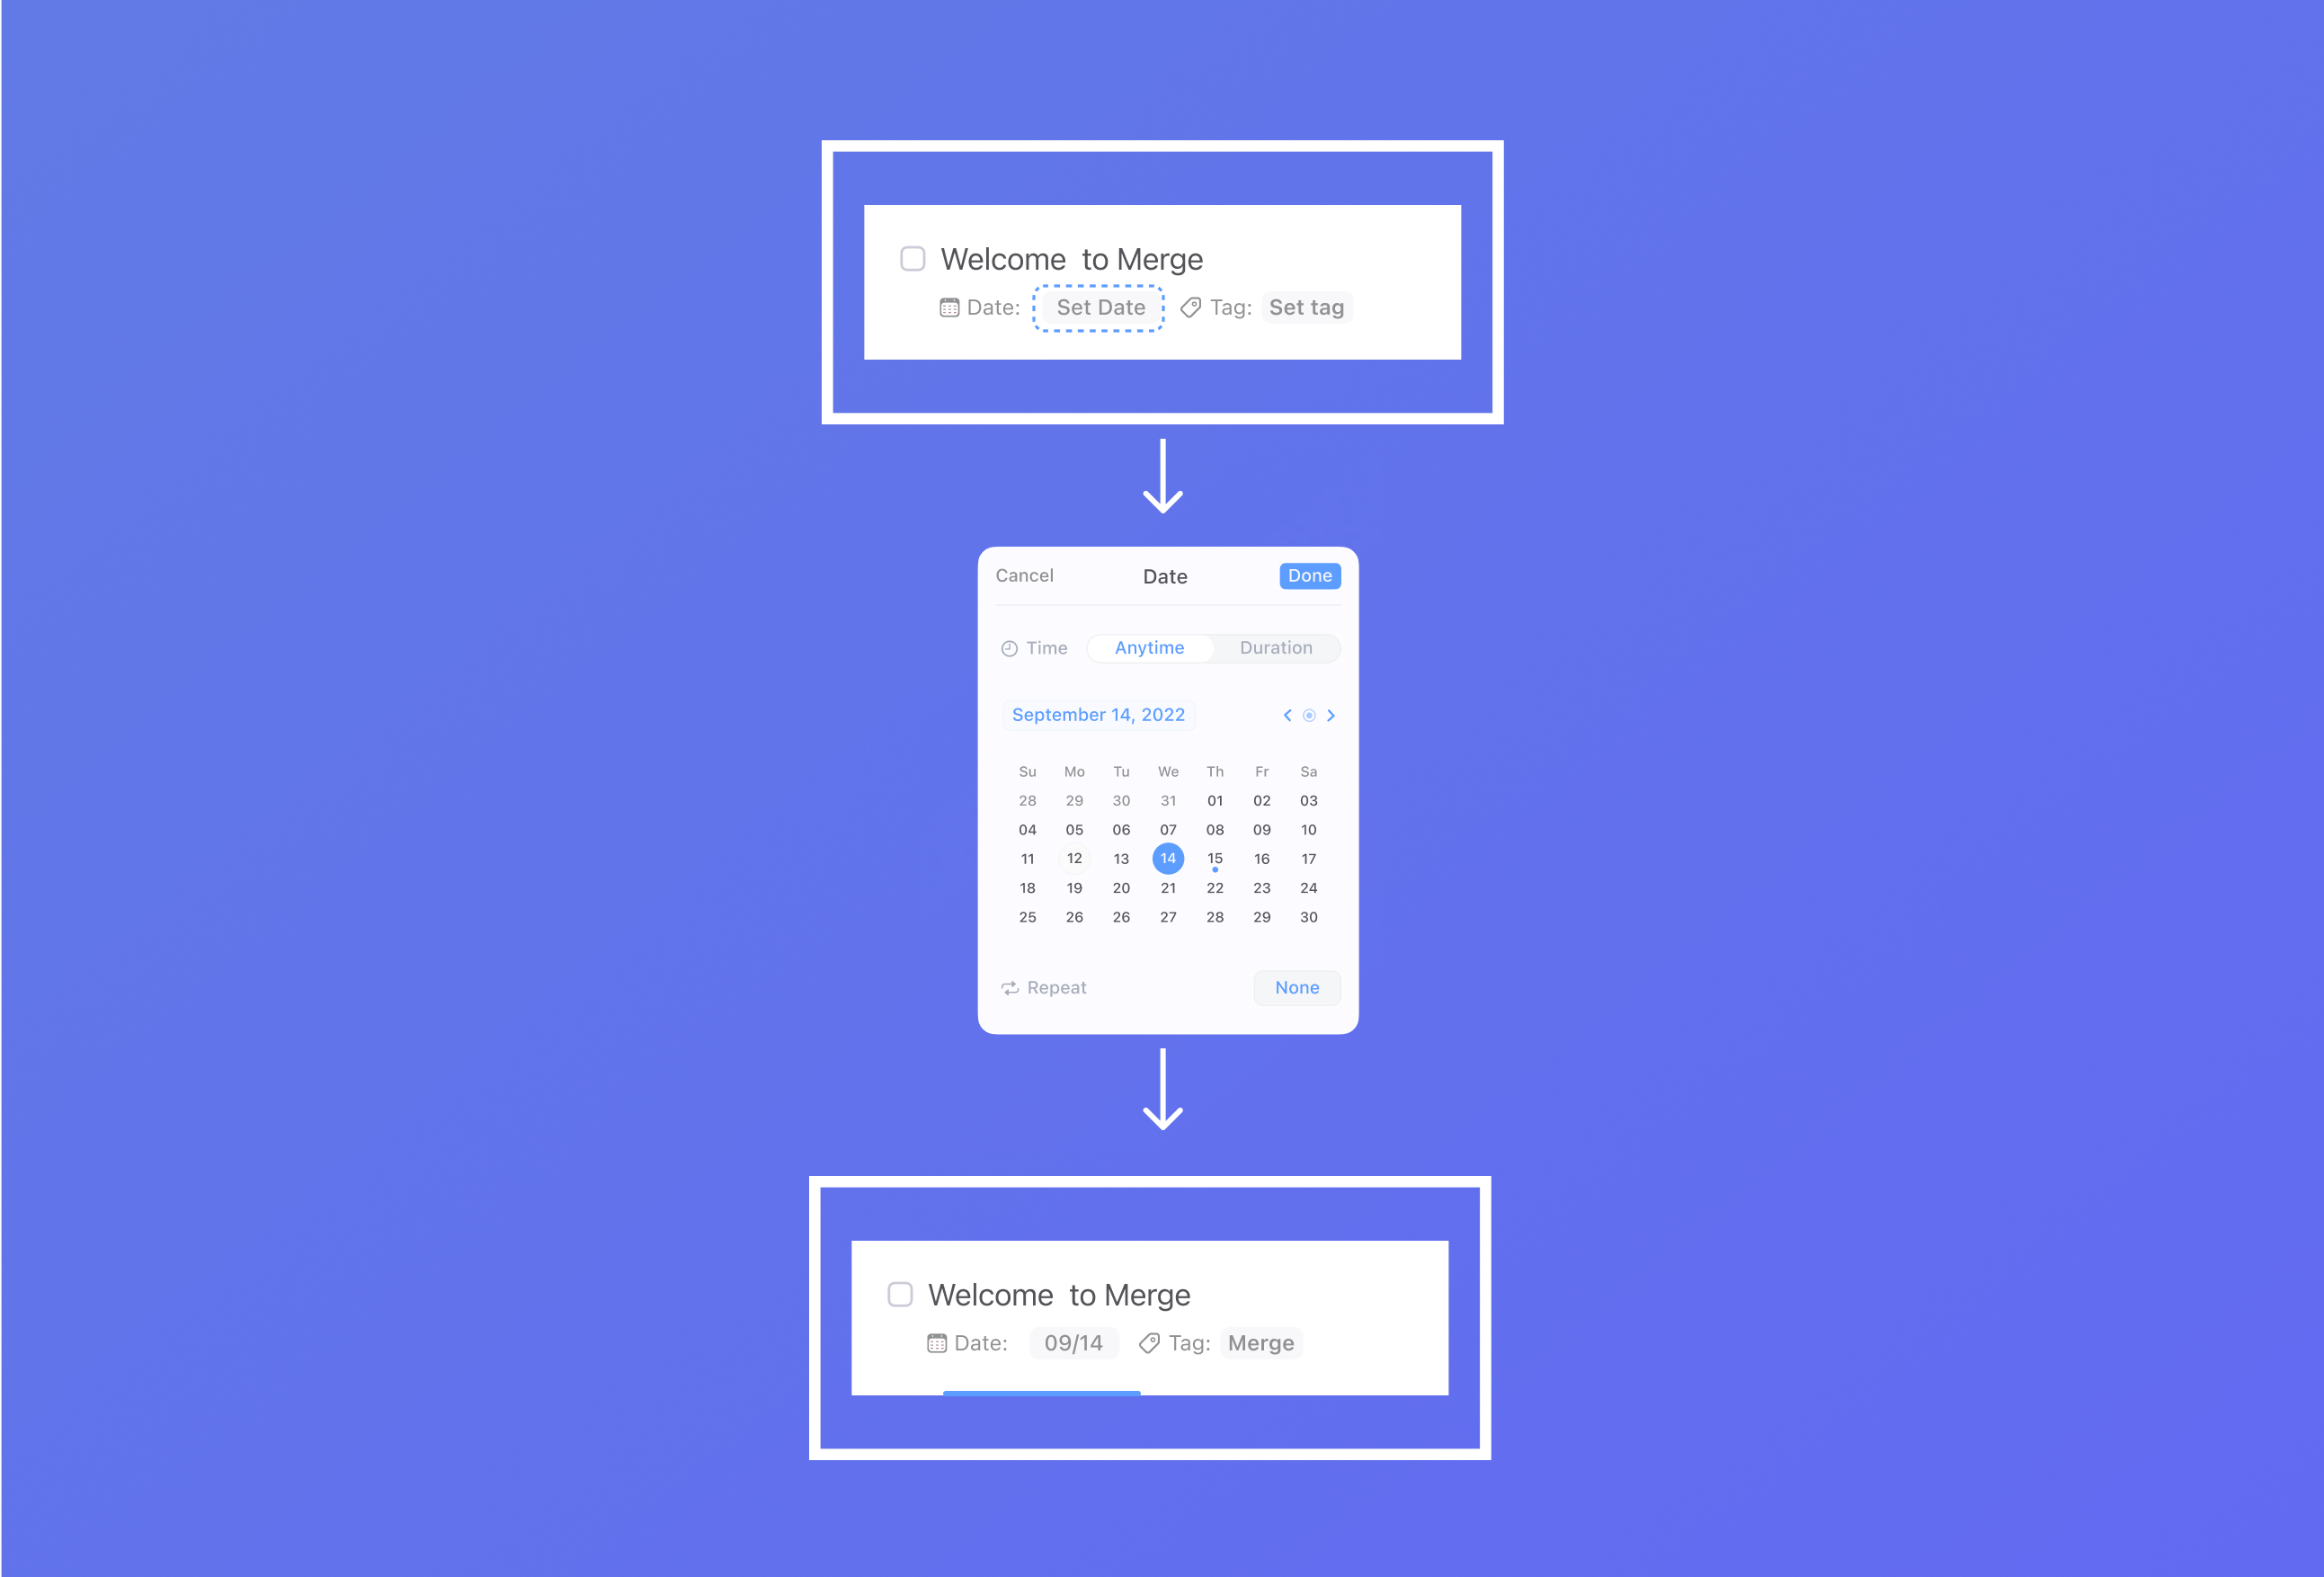 Welcome  to Merge
Date: Set Date Tag: Set tag
Cancel Date Done
Time Anytime Duration
September 14, 2022
Su Mo Tu We Th Fr Sa
28 29 30 31 01 02 03
04 05 06 07 08 09 10
11 12 13 14 15 16 17
18 19 20 21 22 23 24
25 26 26 27 28 29 30
Repeat None
Welcome  to Merge
Date: 09/14 Tag: Merge